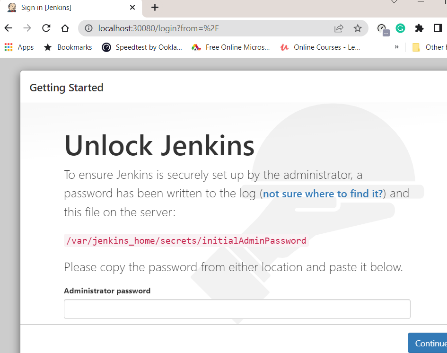 Sign in [Jenkins]
localhost:30080/login?from=%2F
Apps Bookmarks Speedtest by Ookla... Free Online Micros... Online Courses - Le... » Other
Getting Started
Unlock Jenkins
To ensure Jenkins is securely set up by the administrator, a
password has been written to the log (not sure where to find it?) and
this file on the server:
/var/jenkins_home/secrets/initialAdminPassword
Please copy the password from either location and paste it below.
Administrator password
Continue